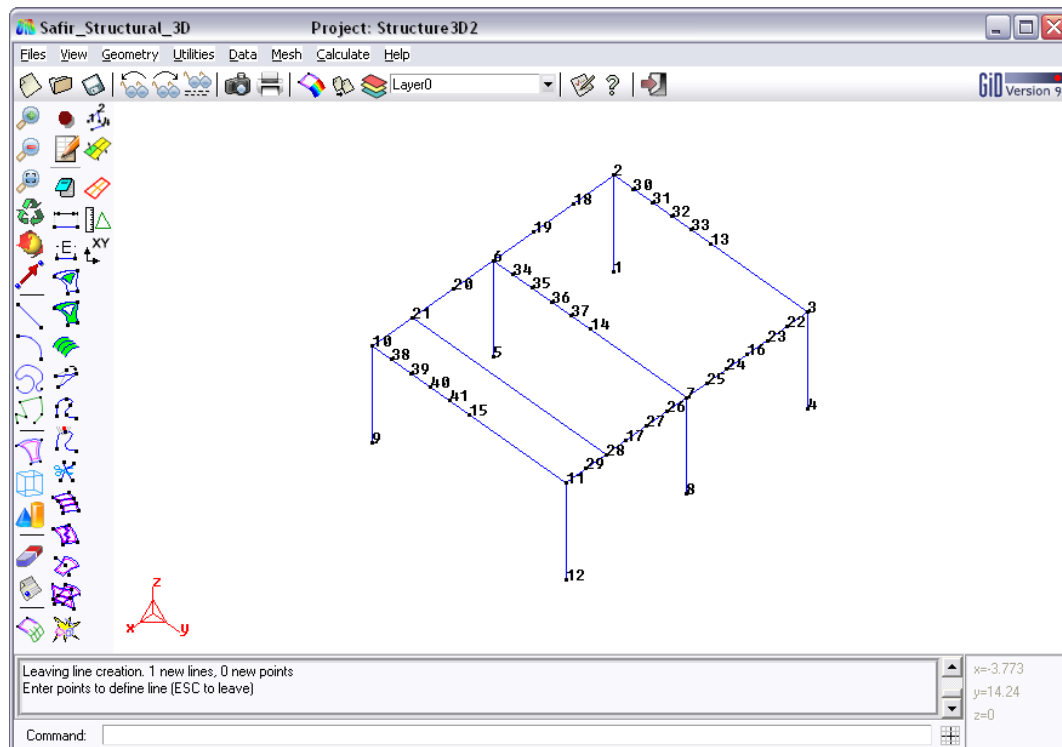 Safir_Structural_3D Project: Structure3D2
Files View Geometry Utilities Data Mesh Calculate Help
Layer0
GiD Version 9
2
E
XY
2
30
18
31
32
19
33
13
6
34
1
35
20
36
37
3
21
14
22
23
10
5
16
38
24
39
7
25
40
26
41
27
4
15
17
9
28
29
11
8
12
z
x
y
Leaving line creation. 1 new lines, 0 new points
Enter points to define line (ESC to leave)
x=-3.773
y=14.24
z=0
Command: